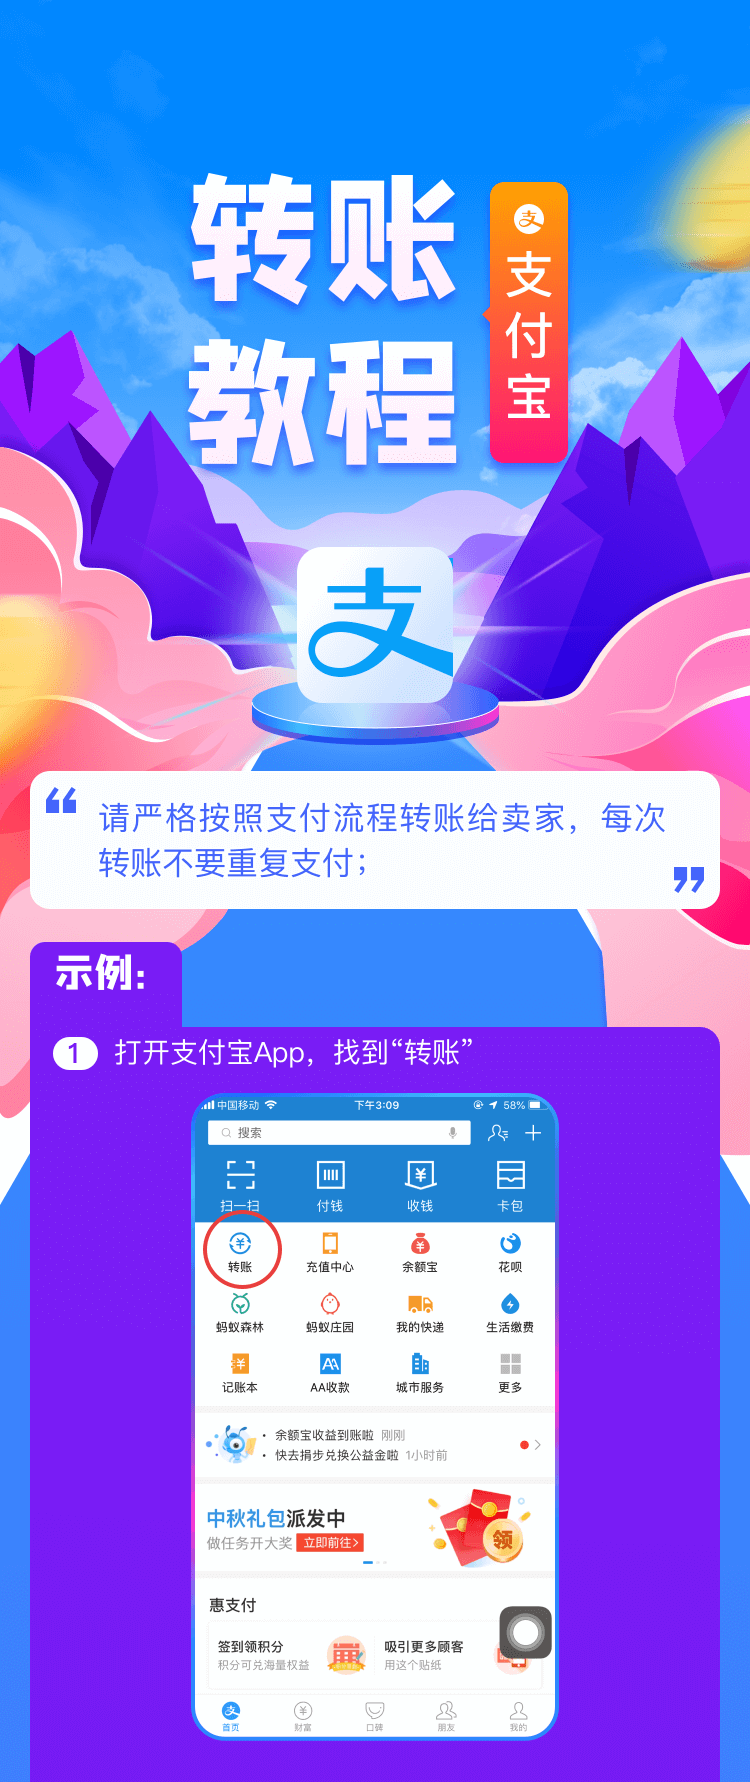 转账
教程
支付宝
支
请严格按照支付流程转账给卖家，每次
转账不要重复支付；
示例：
1 打开支付宝App，找到“转账”
中国移动 下午3:09 58%
搜索
扫一扫 付钱 收钱 卡包
转账 充值中心 余额宝 花呗
蚂蚁森林 蚂蚁庄园 我的快递 生活缴费
记账本 AA收款 城市服务 更多
· 余额宝收益到账啦 刚刚
· 快去捐步兑换公益金啦 1小时前
中秋礼包派发中
做任务开大奖 立即前往>
领
惠支付
签到领积分 吸引更多顾客
积分可兑海量权益 用这个贴纸
首页 财富 口碑 朋友 我的